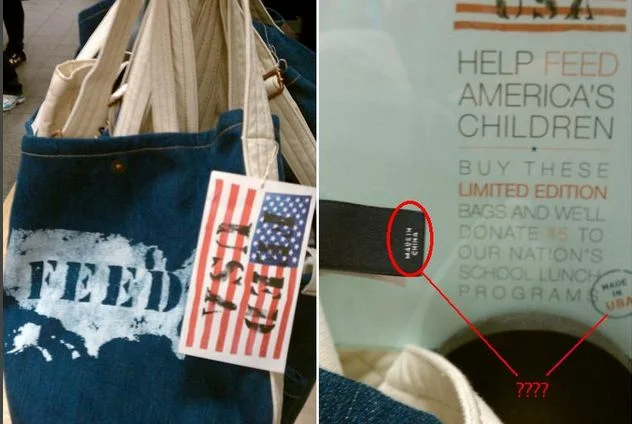 FEED
FEED
USA
USA
HELP FEED
AMERICA'S
CHILDREN
BUY THESE
LIMITED EDITION
BAGS AND WE'LL
DONATE $5 TO
OUR NATION'S
SCHOOL LUNCH
PROGRAMS
MADE IN
CHINA
MADE
IN
USA
????